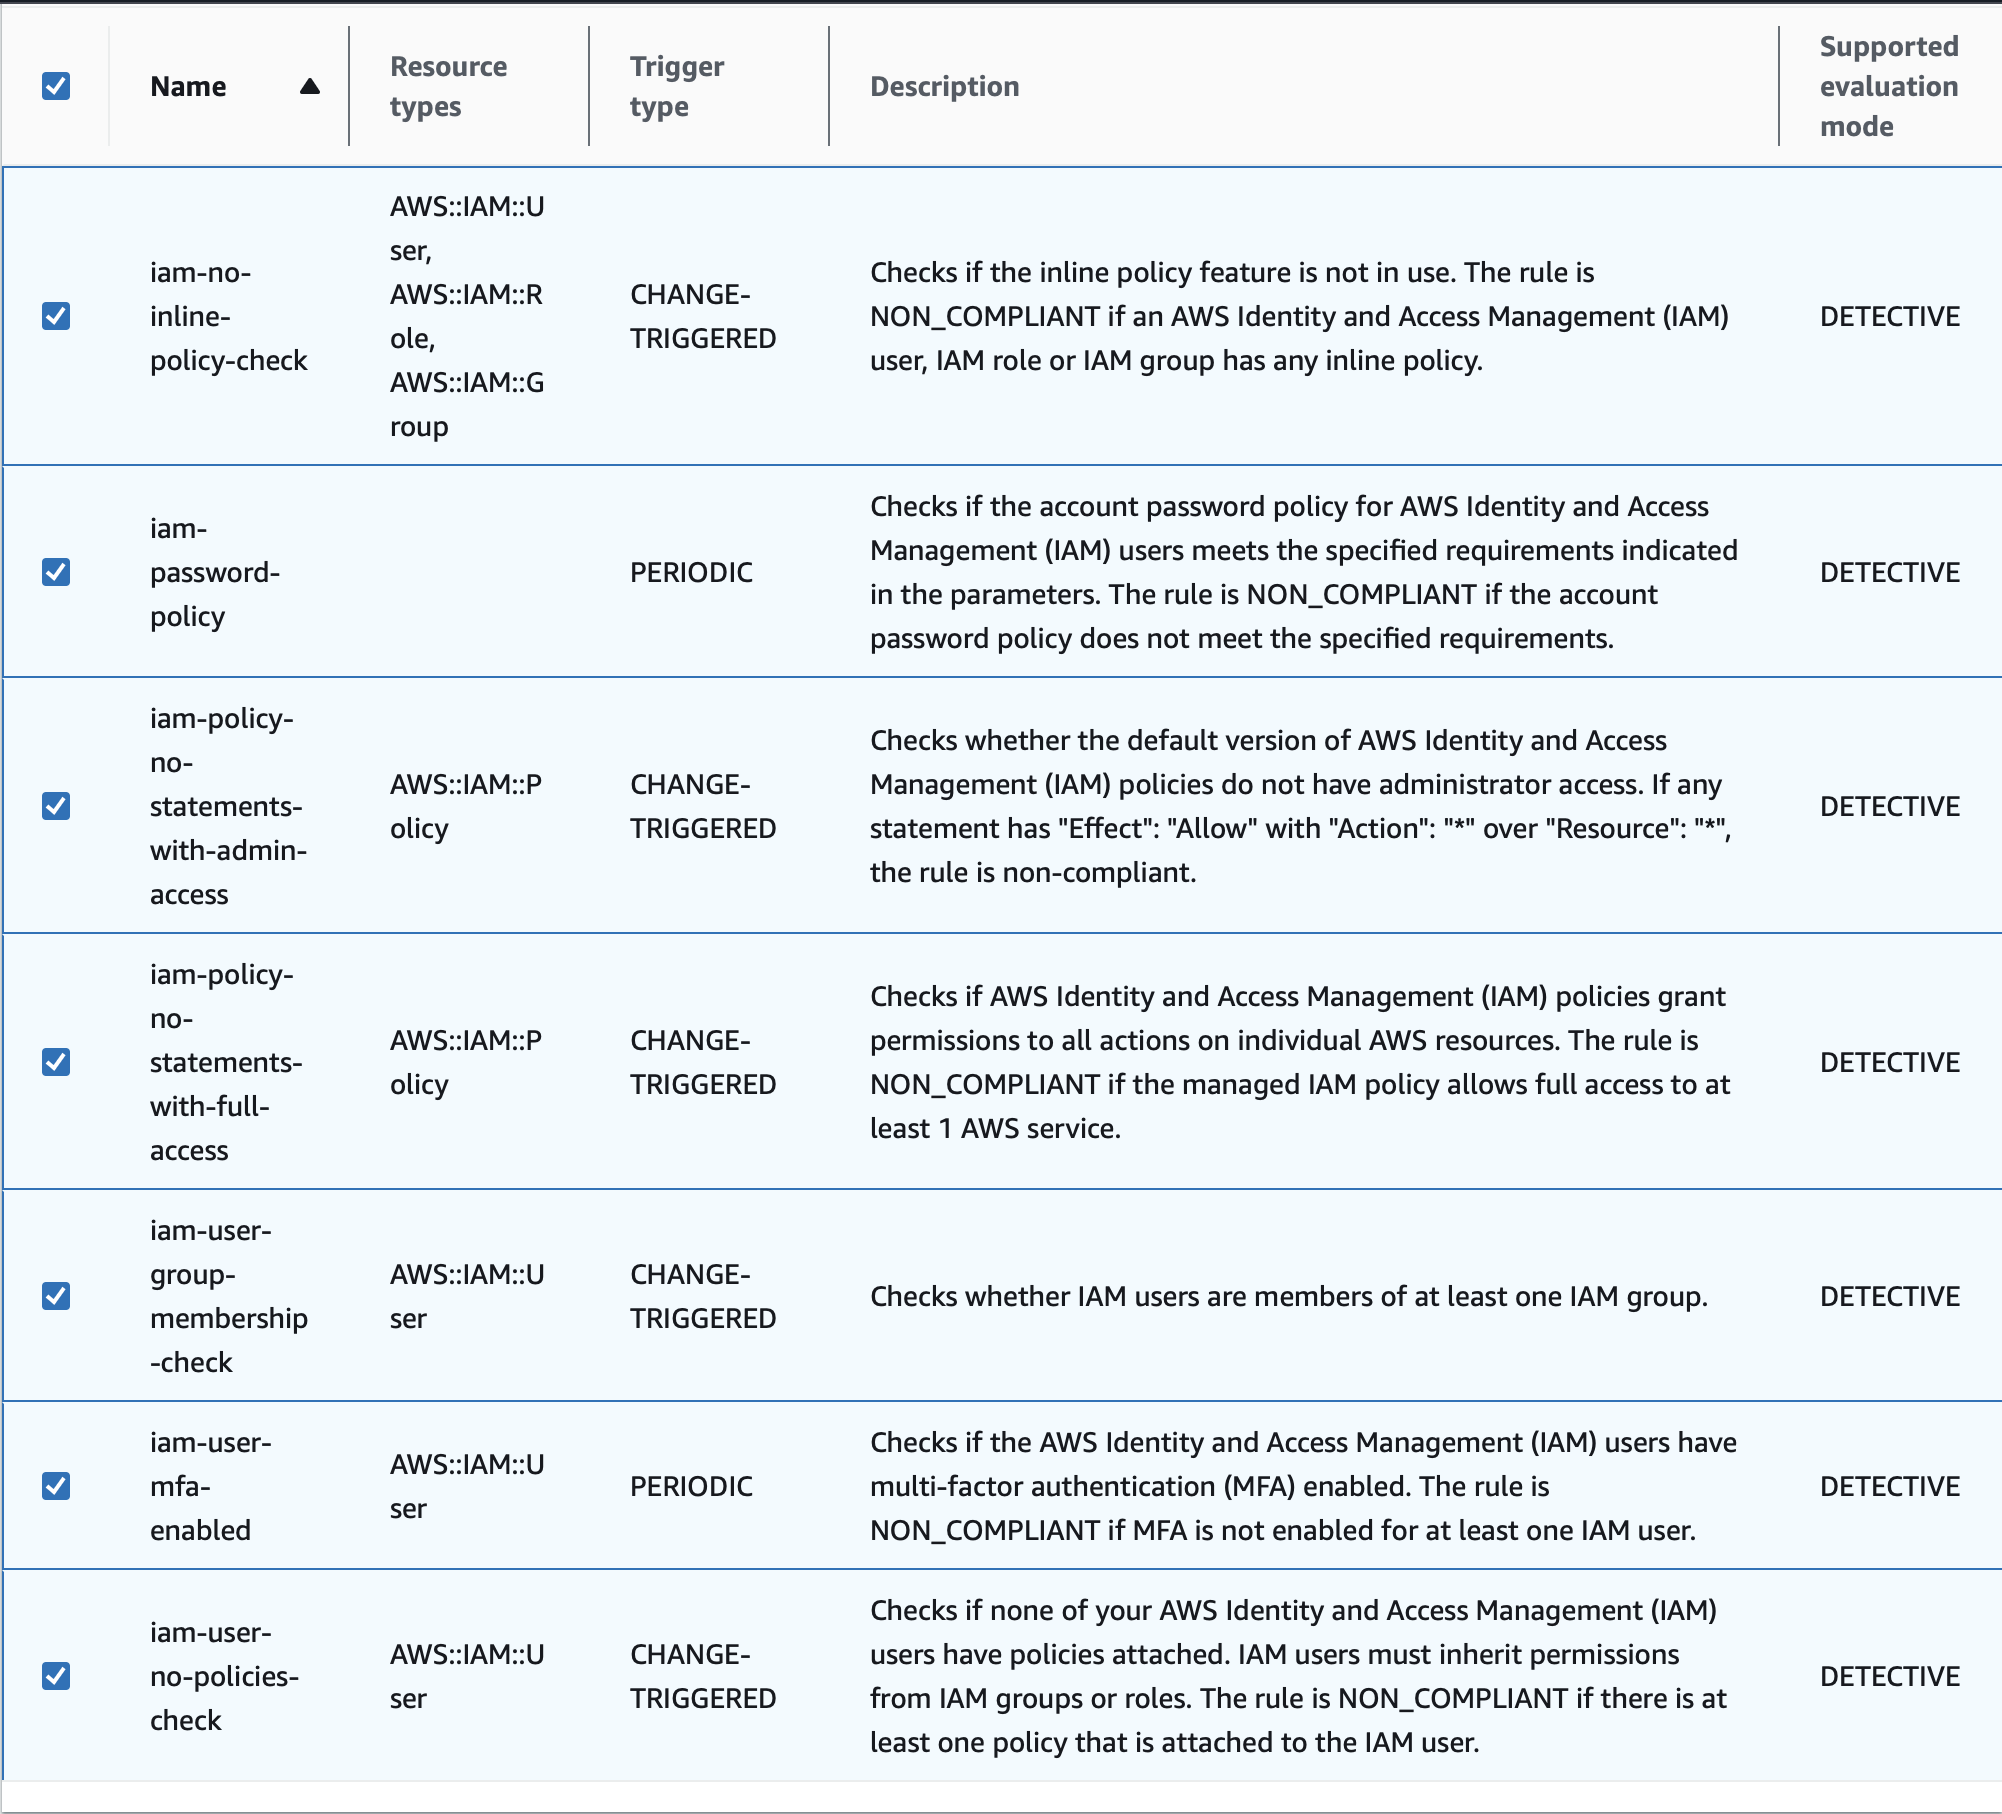 Name ▲
Resource
types
Trigger
type
Description
Supported
evaluation
mode
iam-no-
inline-
policy-check
AWS::IAM::U
ser,
AWS::IAM::R
ole,
AWS::IAM::G
roup
CHANGE-
TRIGGERED
Checks if the inline policy feature is not in use. The rule is
NON_COMPLIANT if an AWS Identity and Access Management (IAM)
user, IAM role or IAM group has any inline policy.
DETECTIVE
iam-
password-
policy
PERIODIC
Checks if the account password policy for AWS Identity and Access
Management (IAM) users meets the specified requirements indicated
in the parameters. The rule is NON_COMPLIANT if the account
password policy does not meet the specified requirements.
DETECTIVE
iam-policy-
no-
statements-
with-admin-
access
AWS::IAM::P
olicy
CHANGE-
TRIGGERED
Checks whether the default version of AWS Identity and Access
Management (IAM) policies do not have administrator access. If any
statement has "Effect": "Allow" with "Action": "*" over "Resource": "*",
the rule is non-compliant.
DETECTIVE
iam-policy-
no-
statements-
with-full-
access
AWS::IAM::P
olicy
CHANGE-
TRIGGERED
Checks if AWS Identity and Access Management (IAM) policies grant
permissions to all actions on individual AWS resources. The rule is
NON_COMPLIANT if the managed IAM policy allows full access to at
least 1 AWS service.
DETECTIVE
iam-user-
group-
membership
-check
AWS::IAM::U
ser
CHANGE-
TRIGGERED
Checks whether IAM users are members of at least one IAM group.
DETECTIVE
iam-user-
mfa-
enabled
AWS::IAM::U
ser
PERIODIC
Checks if the AWS Identity and Access Management (IAM) users have
multi-factor authentication (MFA) enabled. The rule is
NON_COMPLIANT if MFA is not enabled for at least one IAM user.
DETECTIVE
iam-user-
no-policies-
check
AWS::IAM::U
ser
CHANGE-
TRIGGERED
Checks if none of your AWS Identity and Access Management (IAM)
users have policies attached. IAM users must inherit permissions
from IAM groups or roles. The rule is NON_COMPLIANT if there is at
least one policy that is attached to the IAM user.
DETECTIVE